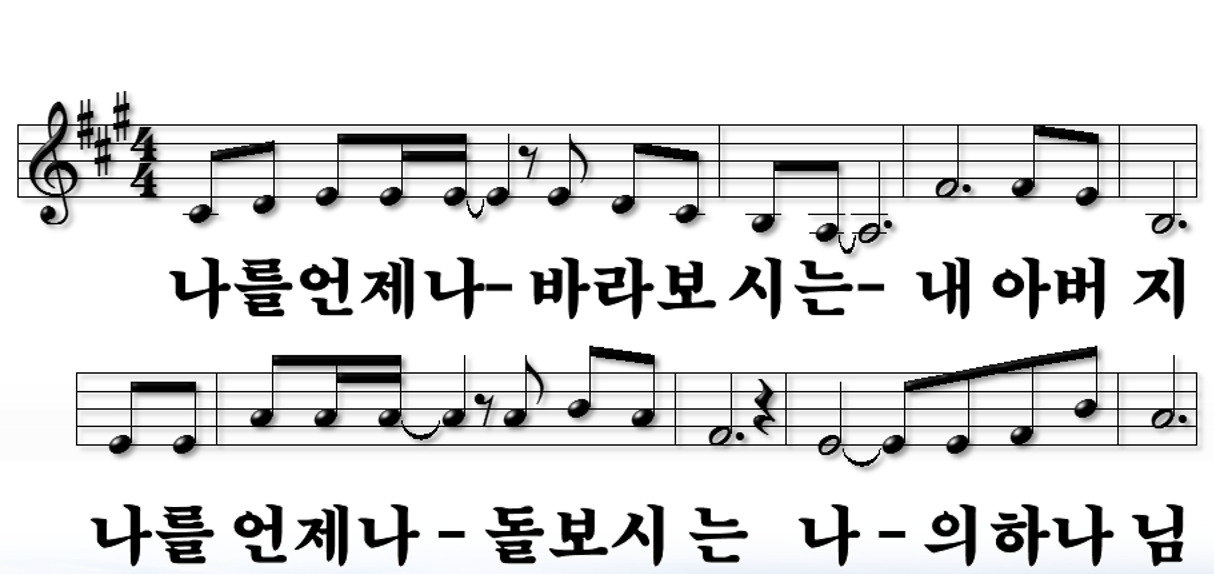 나를언제나- 바라보시는- 내 아버 지
나를 언제나 - 돌보시 는 나 - 의하나 님